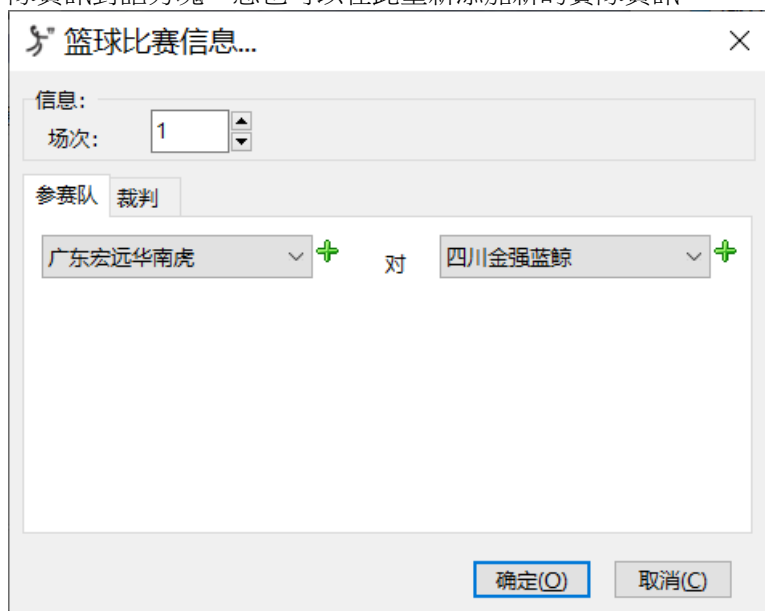 篮球比赛信息...
信息:
场次: 1
参赛队 裁判
广东宏远华南虎 对 四川金强蓝鲸
确定(O) 取消(C)